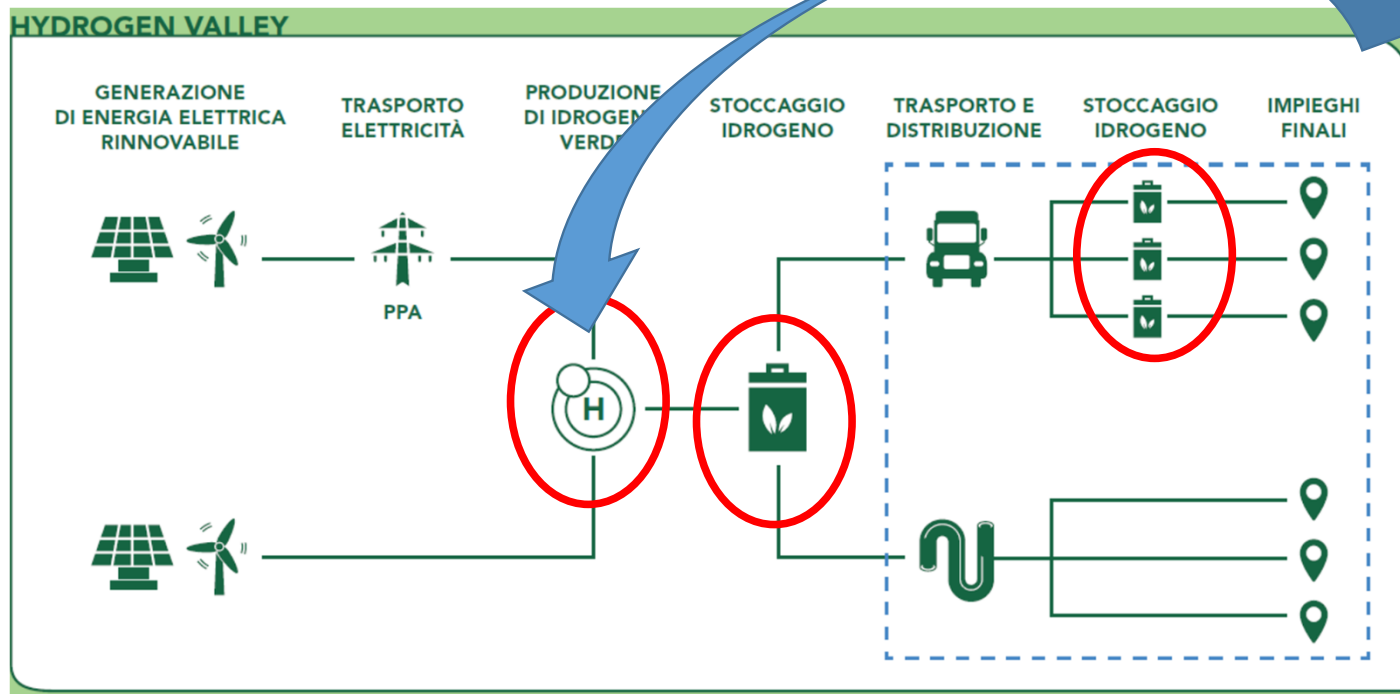 HYDROGEN VALLEY
GENERAZIONE
DI ENERGIA ELETTRICA
RINNOVABILE
TRASPORTO
ELETTRICITÀ
PRODUZIONE
DI IDROGEN
VERD
STOCCAGGIO
IDROGENO
TRASPORTO E
DISTRIBUZIONE
STOCCAGGIO
IDROGENO
IMPIEGHI
FINALI
PPA
H